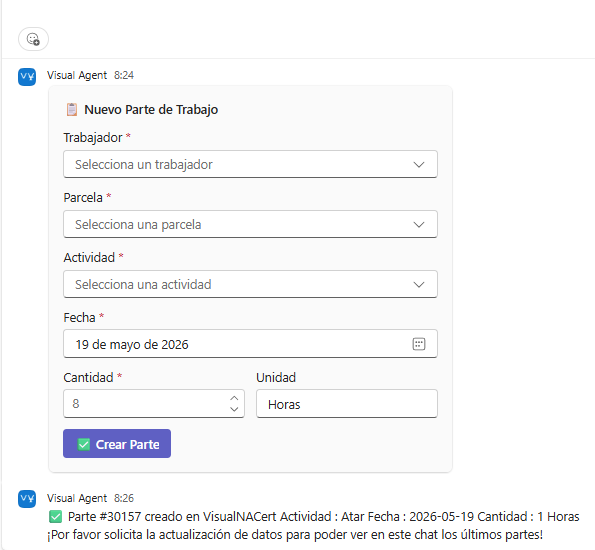 Visual Agent 8:24
📋 Nuevo Parte de Trabajo
Trabajador *
Selecciona un trabajador
Parcela *
Selecciona una parcela
Actividad *
Selecciona una actividad
Fecha *
19 de mayo de 2026
Cantidad * Unidad
8 Horas
✅ Crear Parte
Visual Agent 8:26
✅ Parte #30157 creado en VisualNACert Actividad : Atar Fecha : 2026-05-19 Cantidad : 1 Horas
¡Por favor solicita la actualización de datos para poder ver en este chat los últimos partes!